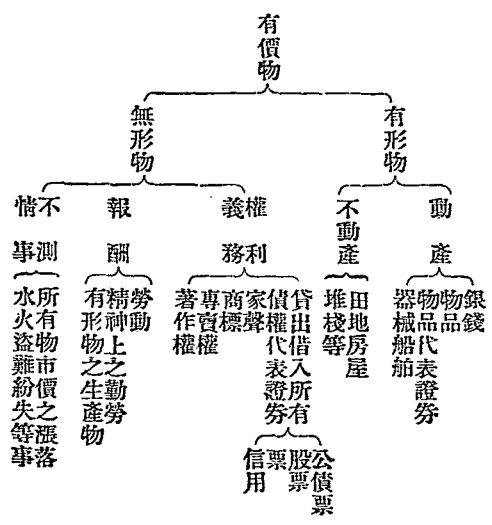 有價物
有形物
無形物
動產
不動產
權利
義務
報酬
不測
事情
銀錢
物品
物品代表證券
器械船舶
田地房屋
堆棧等
貸出借入所有
債權代表證券
家聲
商標
專賣權
著作權
勞動
精神上之勤勞
有形物之生產物
所有物市價之漲落
水火盜難紛失等事
公債票
股票
票
信用